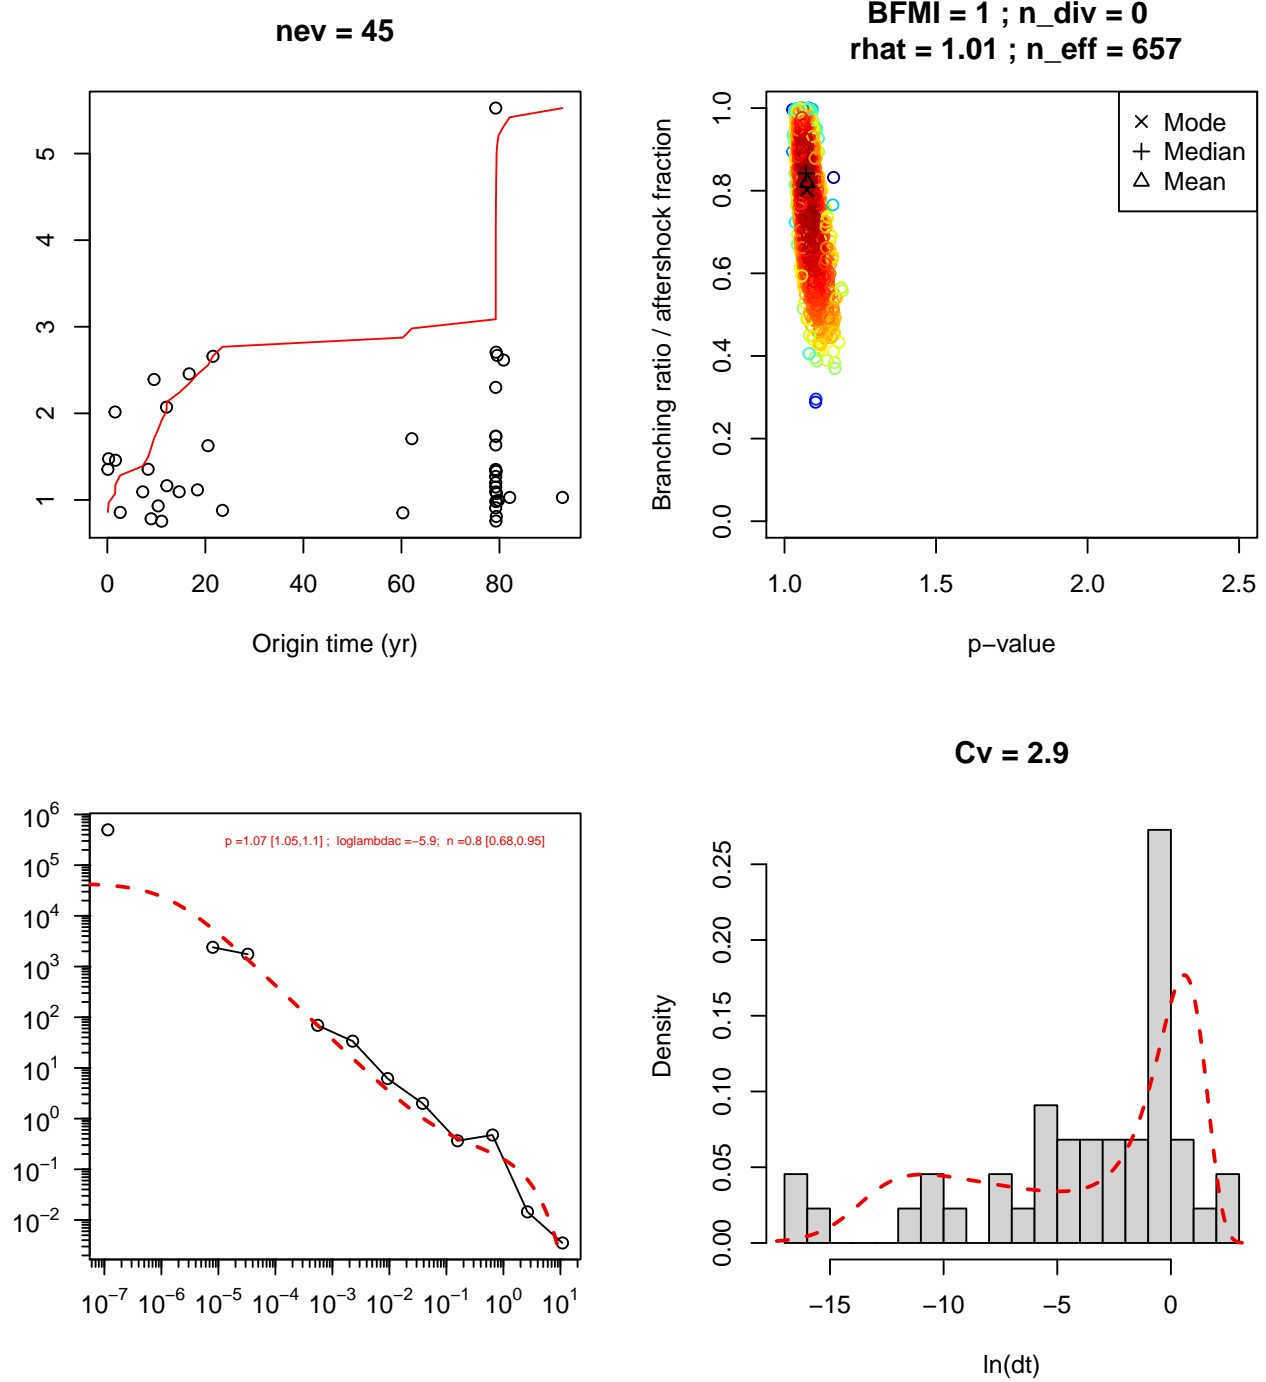 nev = 45
5
4
3
2
1
0 20 40 60 80
Origin time (yr)
BFMI = 1 ; n_div = 0
rhat = 1.01 ; n_eff = 657
Branching ratio / aftershock fraction
1.0
0.8
0.6
0.4
0.2
0.0
Mode
Median
Mean
1.0 1.5 2.0 2.5
p−value
10^6
10^5
10^4
10^3
10^2
10^1
10^0
10^−1
10^−2
p =1.07 [1.05,1.1] ; loglambdac =−5.9; n =0.8 [0.68,0.95]
10^−7 10^−6 10^−5 10^−4 10^−3 10^−2 10^−1 10^0 10^1
Cv = 2.9
Density
0.25
0.20
0.15
0.10
0.05
0.00
−15 −10 −5 0
ln(dt)